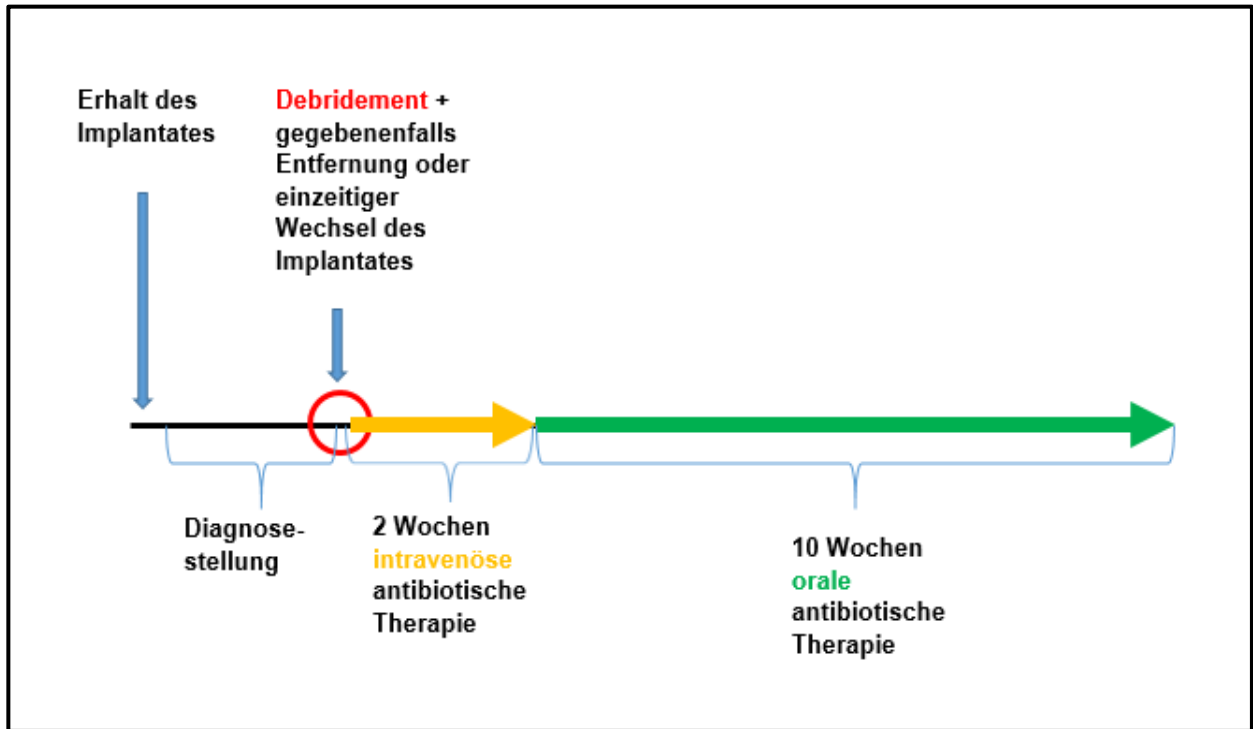 Erhalt des
Implantates
Debridement +
gegebenenfalls
Entfernung oder
einzeitiger
Wechsel des
Implantates
Diagnose-
stellung
2 Wochen
intravenöse
antibiotische
Therapie
10 Wochen
orale
antibiotische
Therapie